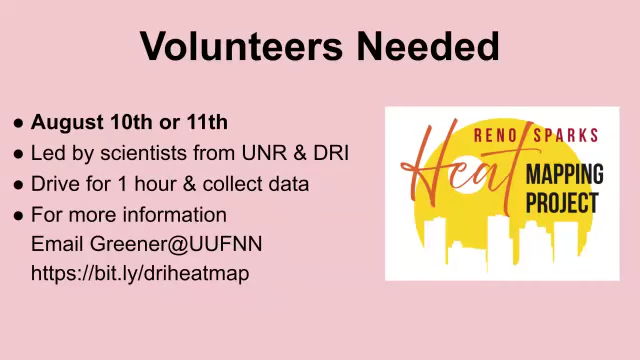 Volunteers Needed
● August 10th or 11th
● Led by scientists from UNR & DRI
● Drive for 1 hour & collect data
● For more information
Email Greener@UUFNN
https://bit.ly/driheatmap
RENO SPARKS
Heat MAPPING
PROJECT